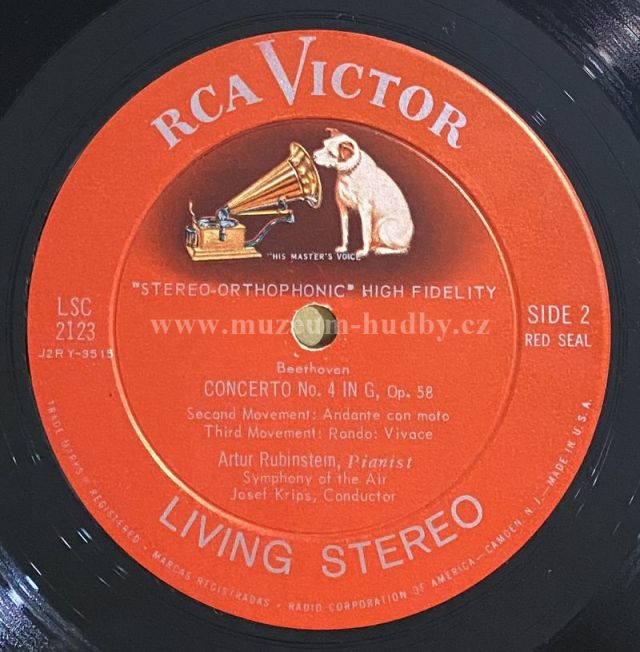 RCA VICTOR
"HIS MASTER'S VOICE"
"STEREO-ORTHOPHONIC" HIGH FIDELITY
LSC
2123
J2RY-3515
SIDE 2
RED SEAL
www.muzeum-hudby.cz
Beethoven
CONCERTO No. 4 IN G, Op. 58
Second Movement: Andante con moto
Third Movement: Rondo: Vivace
Artur Rubinstein, Pianist
Symphony of the Air
Josef Krips, Conductor
LIVING STEREO
TRADE MARKS ® REGISTERED - MARCAS REGISTRADAS - RADIO CORPORATION OF AMERICA—CAMDEN, N.J.—MADE IN U.S.A.